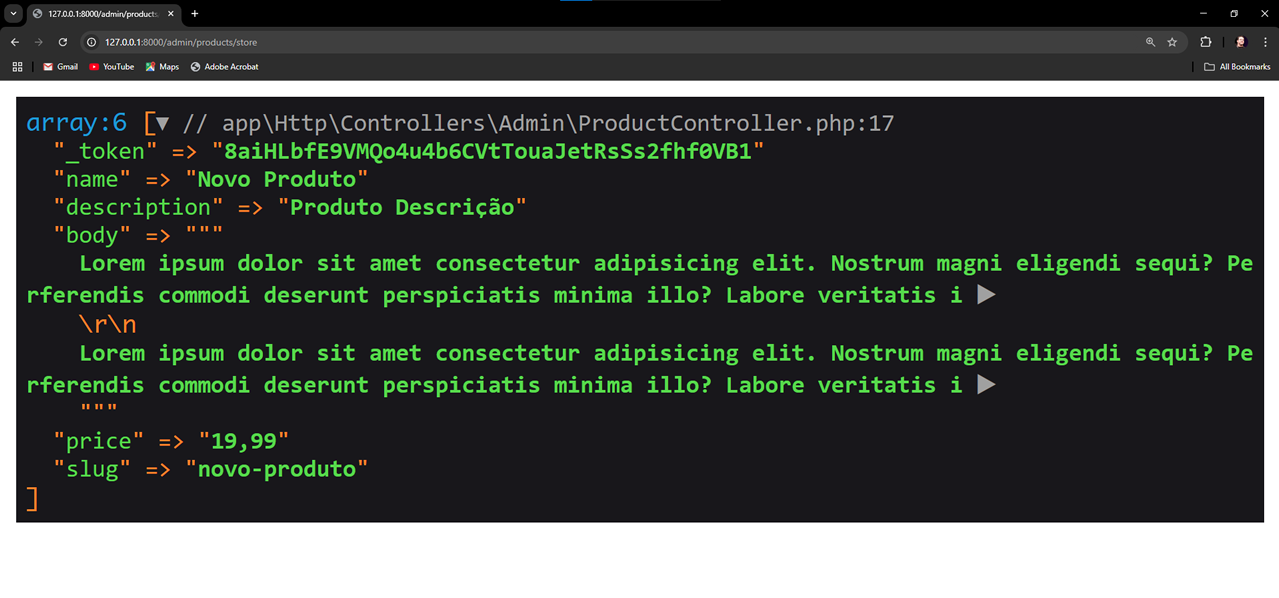 127.0.0.1:8000/admin/products
127.0.0.1:8000/admin/products/store
Gmail YouTube Maps Adobe Acrobat All Bookmarks
array:6 [▼ // app\Http\Controllers\Admin\ProductController.php:17
"_token" => "8aiHLbfE9VMQo4u4b6CVtTouaJetRsSs2fhf0VB1"
"name" => "Novo Produto"
"description" => "Produto Descrição"
"body" => """
Lorem ipsum dolor sit amet consectetur adipisicing elit. Nostrum magni eligendi sequi? Pe
rferendis commodi deserunt perspiciatis minima illo? Labore veritatis i ▶
\r\n
Lorem ipsum dolor sit amet consectetur adipisicing elit. Nostrum magni eligendi sequi? Pe
rferendis commodi deserunt perspiciatis minima illo? Labore veritatis i ▶
"""
"price" => "19,99"
"slug" => "novo-produto"
]